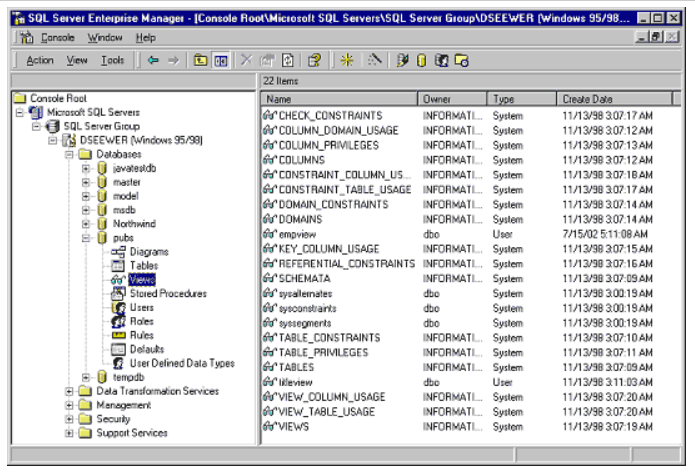 SQL Server Enterprise Manager - [Console Root\Microsoft SQL Servers\SQL Server Group\DSEEWER (Windows 95/98...
Console Window Help
Action View Tools
22 Items
Console Root
Microsoft SQL Servers
SQL Server Group
DSEEWER (Windows 95/98)
Databases
javatestdb
master
model
msdb
Northwind
pubs
Diagrams
Tables
Views
Stored Procedures
Users
Roles
Rules
Defaults
User Defined Data Types
tempdb
Data Transformation Services
Management
Security
Support Services
Name Owner Type Create Date
CHECK_CONSTRAINTS INFORMATI... System 11/13/98 3:07:17 AM
COLUMN_DOMAIN_USAGE INFORMATI... System 11/13/98 3:07:12 AM
COLUMN_PRIVILEGES INFORMATI... System 11/13/98 3:07:13 AM
COLUMNS INFORMATI... System 11/13/98 3:07:12 AM
CONSTRAINT_COLUMN_US... INFORMATI... System 11/13/98 3:07:18 AM
CONSTRAINT_TABLE_USAGE INFORMATI... System 11/13/98 3:07:17 AM
DOMAIN_CONSTRAINTS INFORMATI... System 11/13/98 3:07:14 AM
DOMAINS INFORMATI... System 11/13/98 3:07:14 AM
empview dbo User 7/15/02 5:11:08 AM
KEY_COLUMN_USAGE INFORMATI... System 11/13/98 3:07:15 AM
REFERENTIAL_CONSTRAINTS INFORMATI... System 11/13/98 3:07:16 AM
SCHEMATA INFORMATI... System 11/13/98 3:07:09 AM
sysalternates dbo System 11/13/98 3:00:19 AM
sysconstraints dbo System 11/13/98 3:00:19 AM
syssegments dbo System 11/13/98 3:00:19 AM
TABLE_CONSTRAINTS INFORMATI... System 11/13/98 3:07:10 AM
TABLE_PRIVILEGES INFORMATI... System 11/13/98 3:07:11 AM
TABLES INFORMATI... System 11/13/98 3:07:09 AM
titleview dbo User 11/13/98 3:11:03 AM
VIEW_COLUMN_USAGE INFORMATI... System 11/13/98 3:07:20 AM
VIEW_TABLE_USAGE INFORMATI... System 11/13/98 3:07:20 AM
VIEWS INFORMATI... System 11/13/98 3:07:19 AM